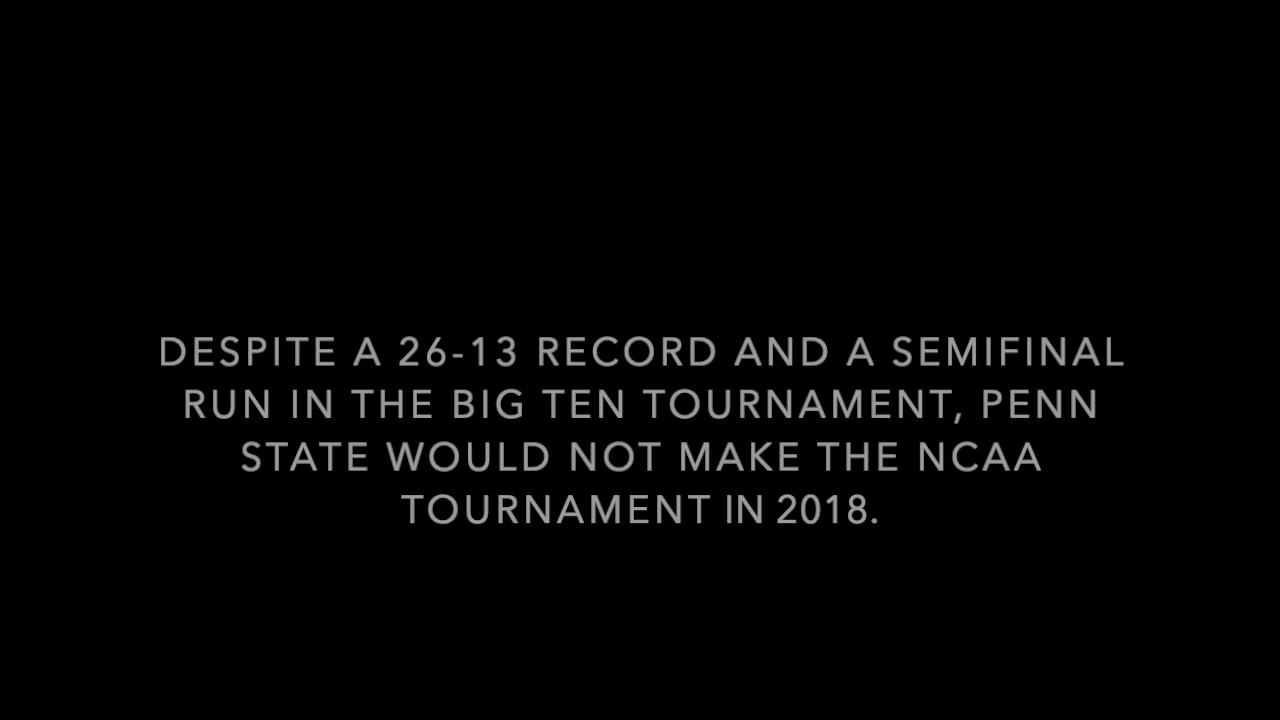 DESPITE A 26-13 RECORD AND A SEMIFINAL
RUN IN THE BIG TEN TOURNAMENT, PENN
STATE WOULD NOT MAKE THE NCAA
TOURNAMENT IN 2018.